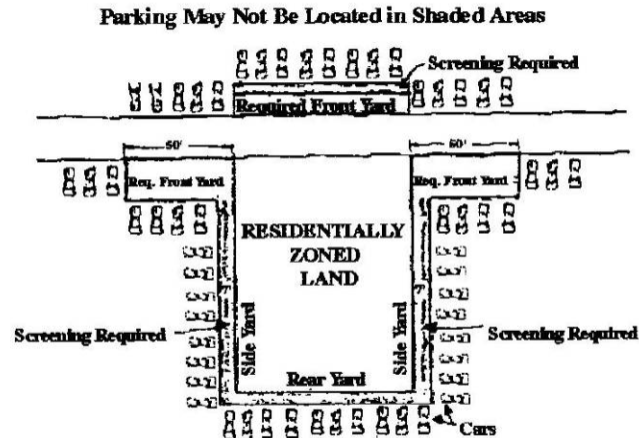 Parking May Not Be Located in Shaded Areas
Screening Required
Required Front Yard
60'
60'
Req. Front Yard
Req. Front Yard
RESIDENTIALLY
ZONED
LAND
Screening Required
Side Yard
Side Yard
Screening Required
Rear Yard
Cars